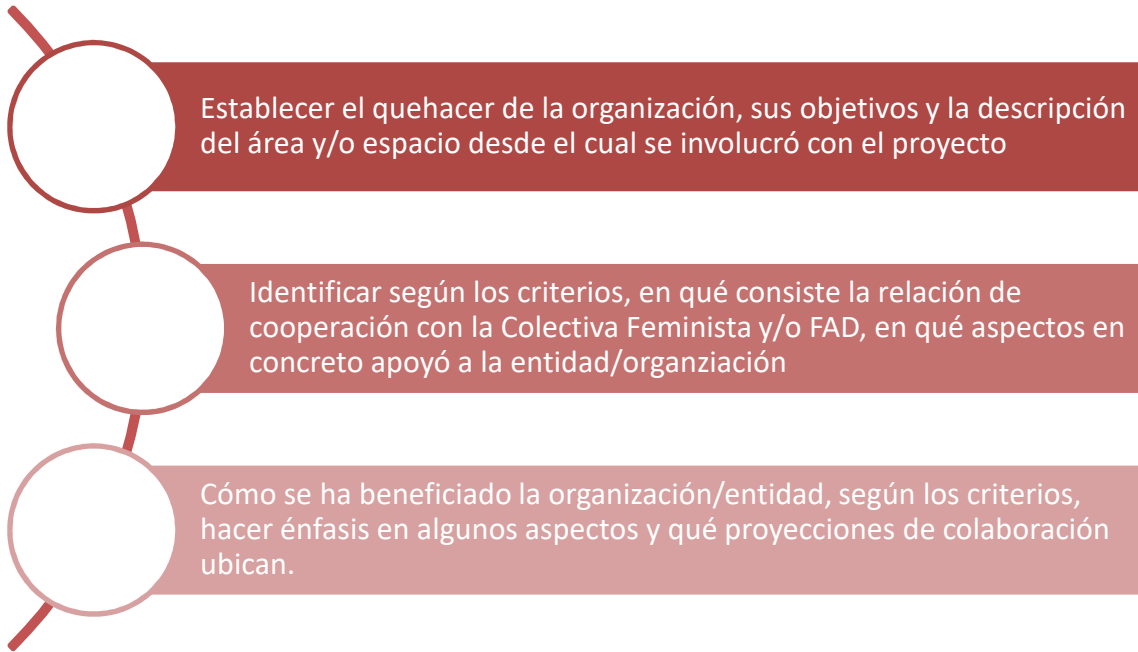 Establecer el quehacer de la organización, sus objetivos y la descripción
del área y/o espacio desde el cual se involucró con el proyecto
Identificar según los criterios, en qué consiste la relación de
cooperación con la Colectiva Feminista y/o FAD, en qué aspectos en
concreto apoyó a la entidad/organziación
Cómo se ha beneficiado la organización/entidad, según los criterios,
hacer énfasis en algunos aspectos y qué proyecciones de colaboración
ubican.